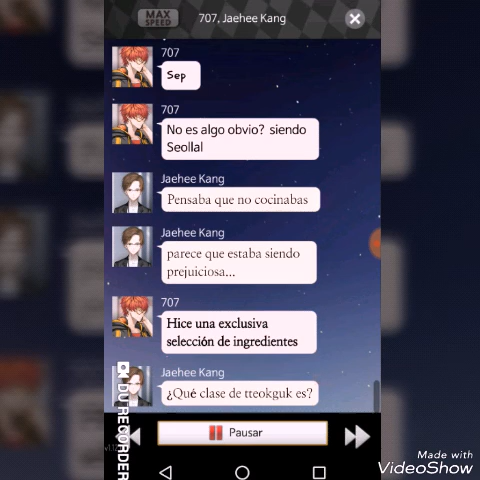 MAX
SPEED
707, Jaehee Kang
707
Sep
707
No es algo obvio? siendo
Seollal
Jaehee Kang
Pensaba que no cocinabas
Jaehee Kang
parece que estaba siendo
prejuiciosa...
707
Hice una exclusiva
selección de ingredientes
Jaehee Kang
¿Qué clase de tteokguk es?
DU RECORDER
Pausar
Made with
VideoShow